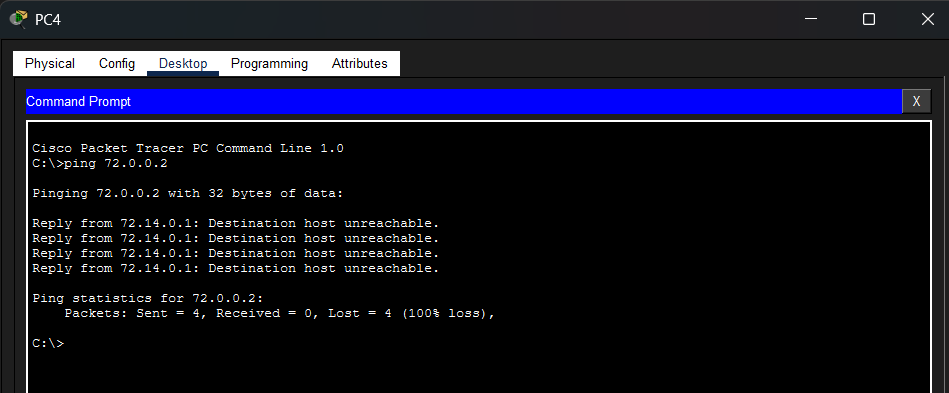 PC4
Physical Config Desktop Programming Attributes
Command Prompt X
Cisco Packet Tracer PC Command Line 1.0
C:\>ping 72.0.0.2
Pinging 72.0.0.2 with 32 bytes of data:
Reply from 72.14.0.1: Destination host unreachable.
Reply from 72.14.0.1: Destination host unreachable.
Reply from 72.14.0.1: Destination host unreachable.
Reply from 72.14.0.1: Destination host unreachable.
Ping statistics for 72.0.0.2:
    Packets: Sent = 4, Received = 0, Lost = 4 (100% loss),
C:\>